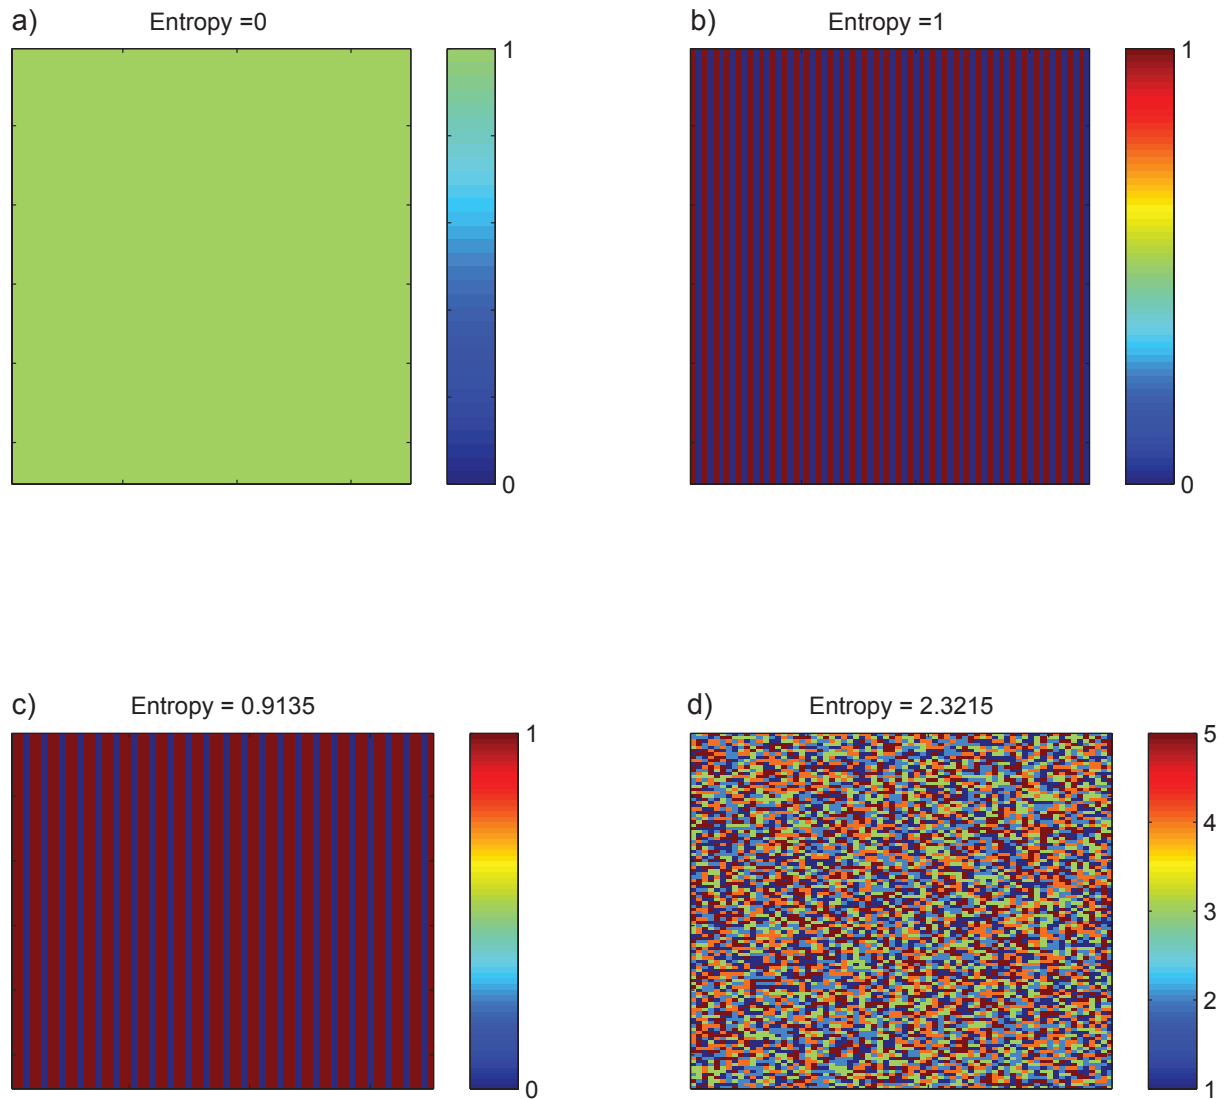 a)
Entropy =0
1
0
b)
Entropy =1
1
0
c)
Entropy = 0.9135
1
0
d)
Entropy = 2.3215
5
4
3
2
1